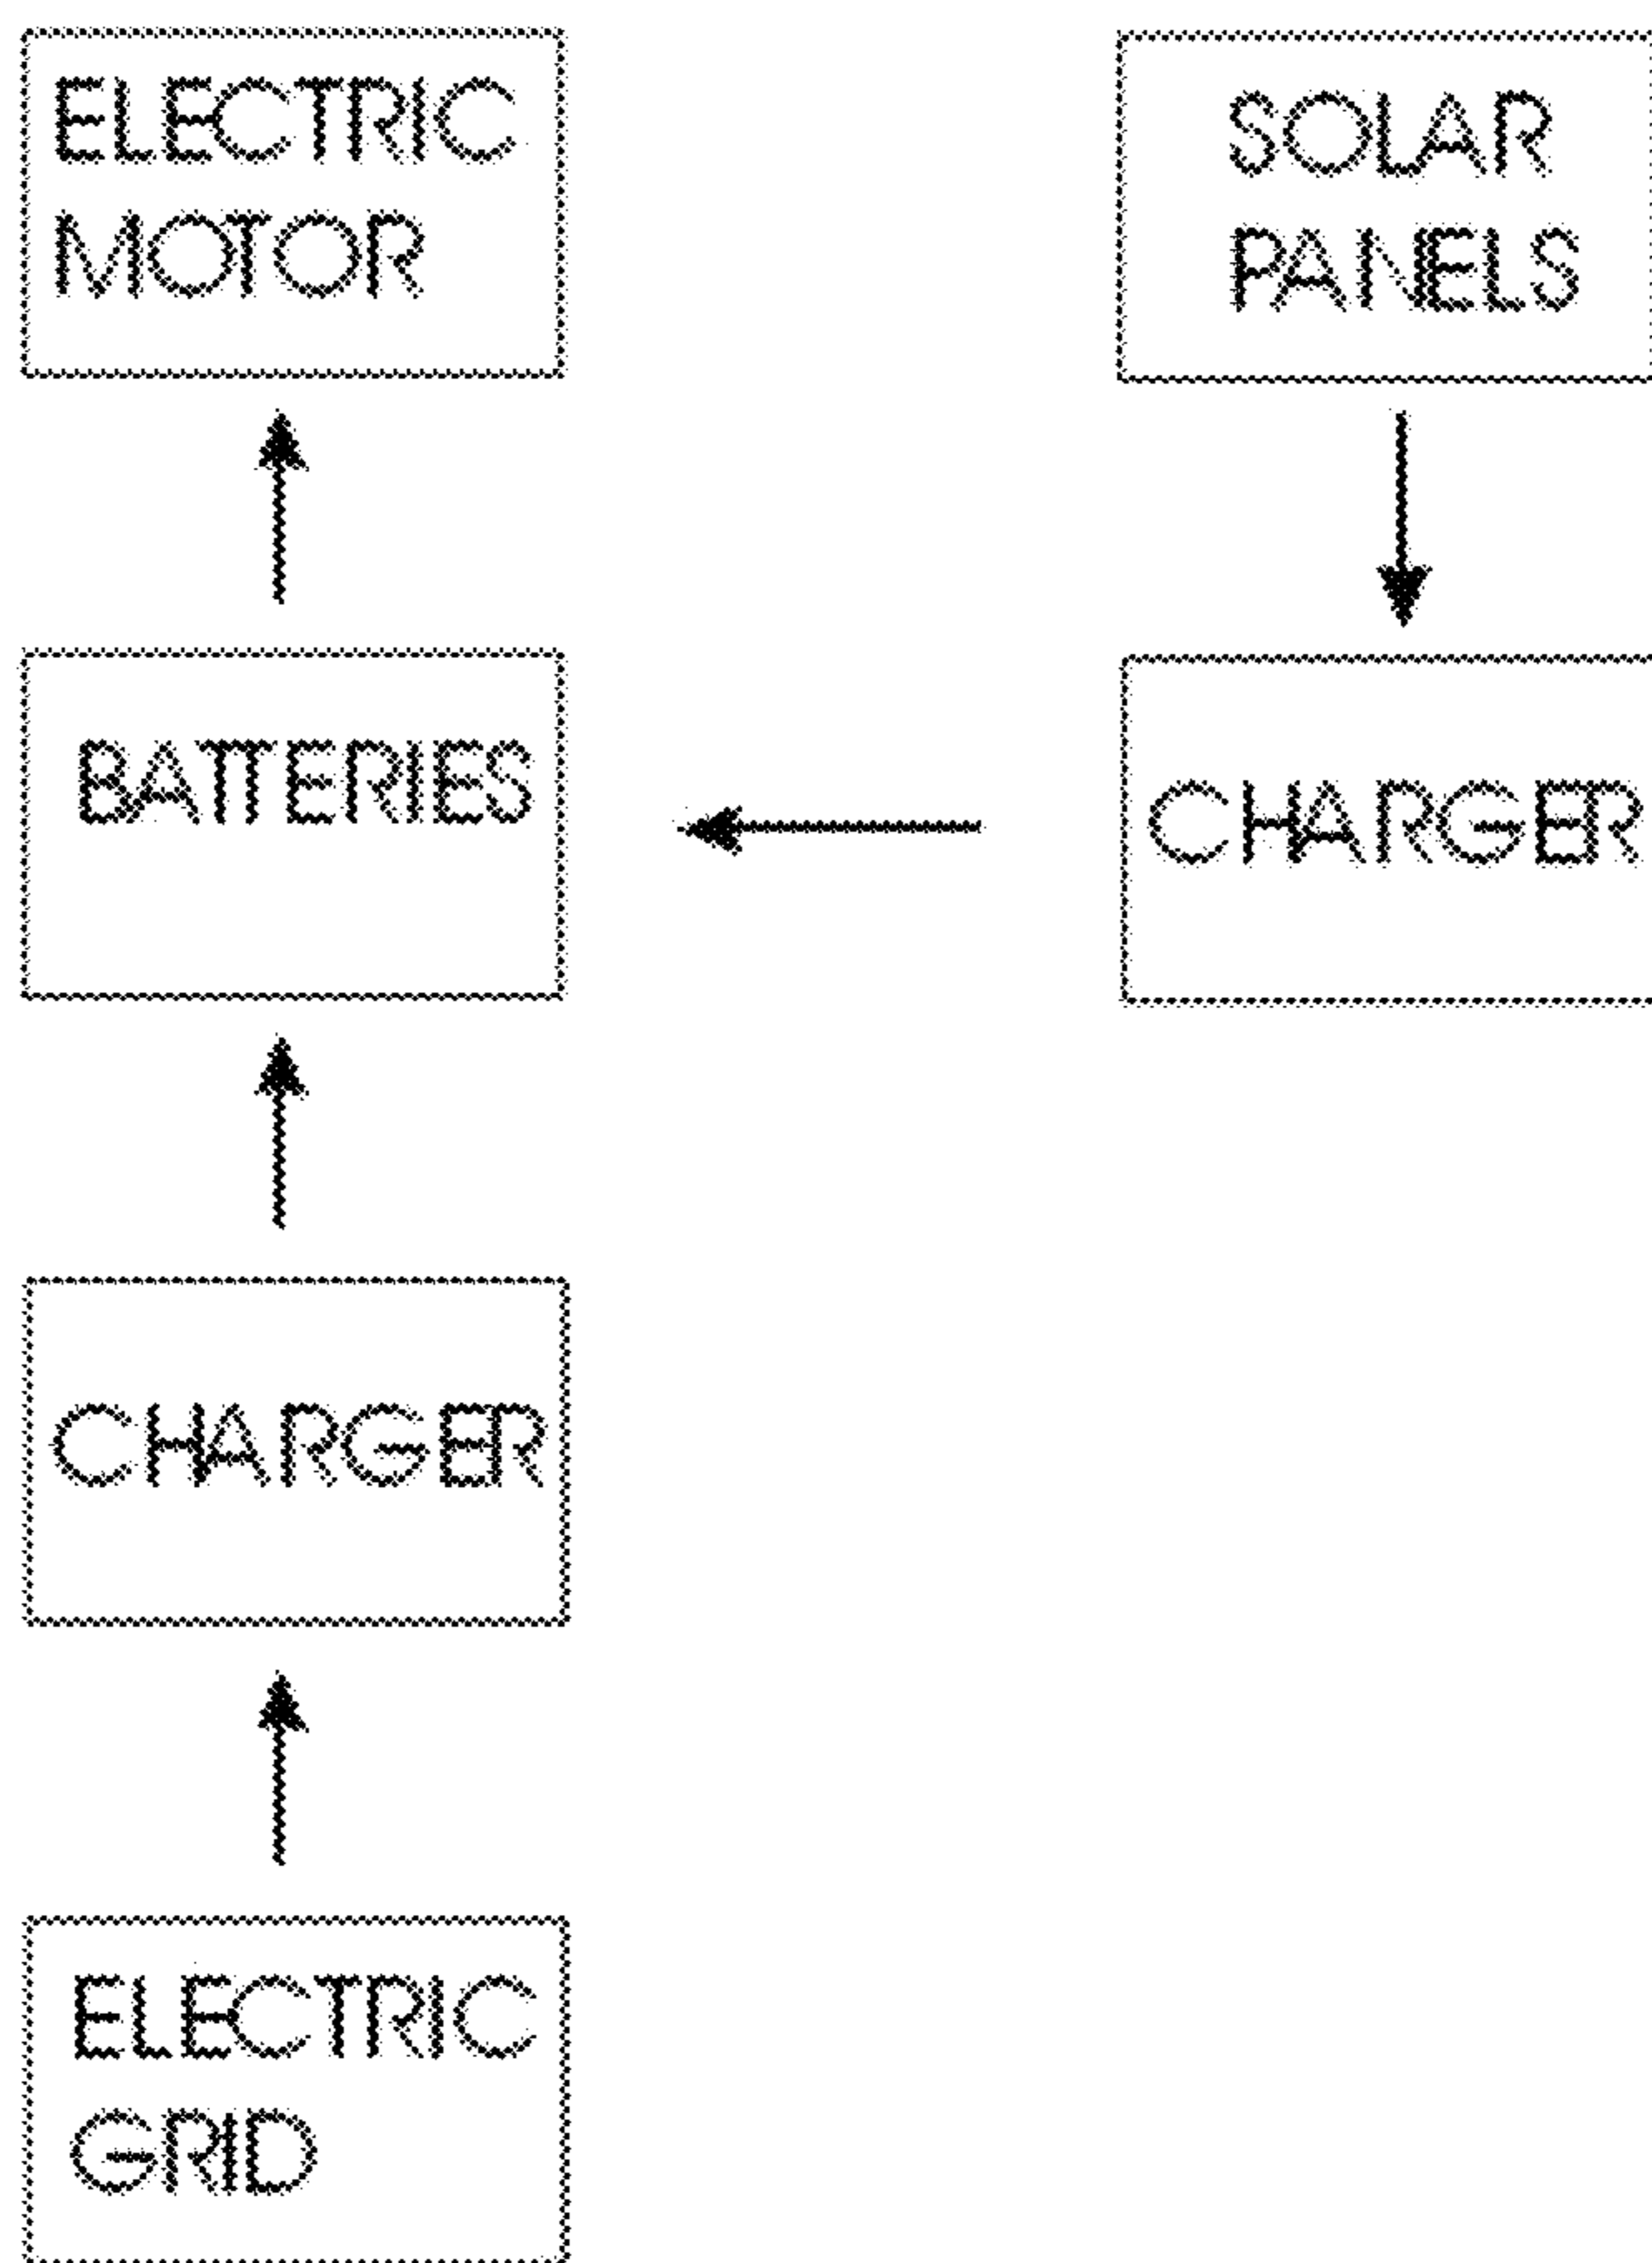 ELECTRIC
MOTOR
SOLAR
PANELS
BATTERIES
CHARGER
CHARGER
ELECTRIC
GRID